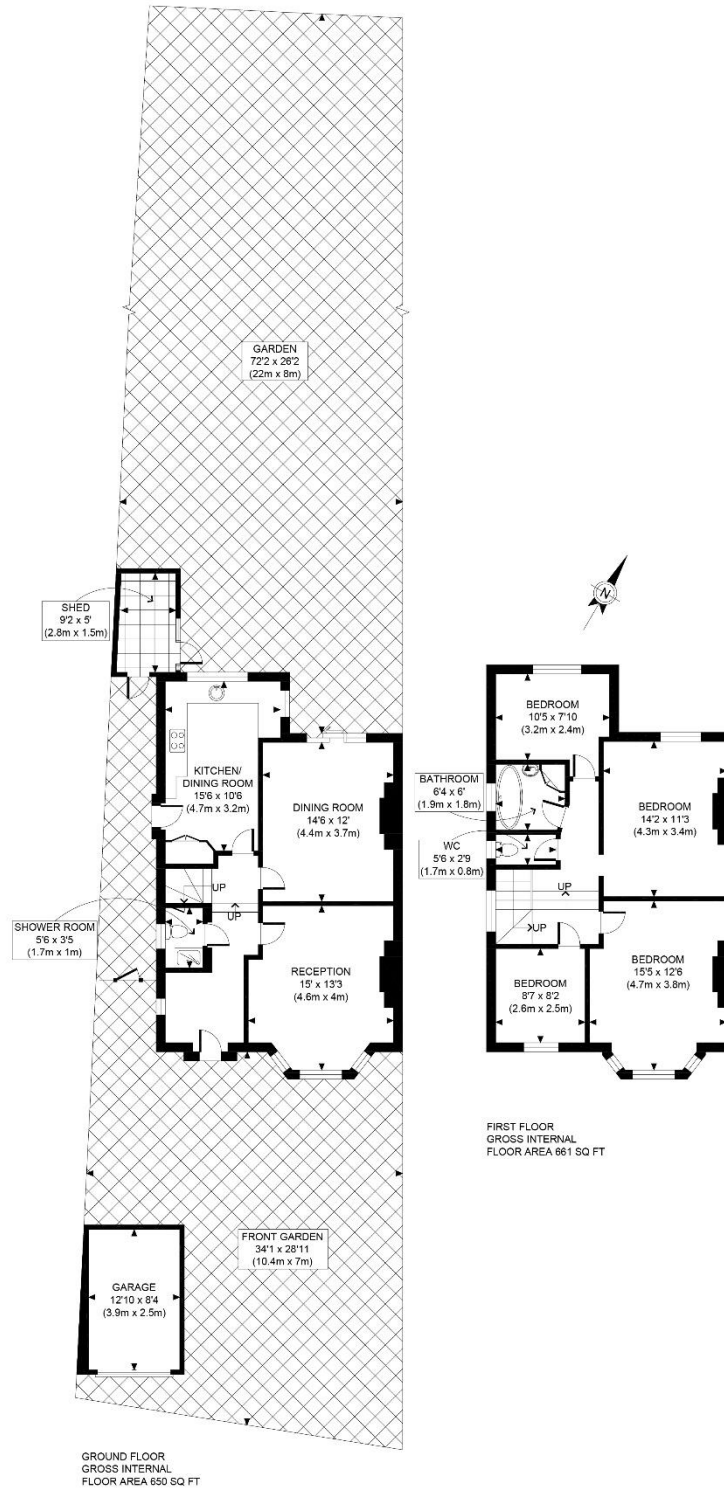 GARDEN
72'2 x 26'2
(22m x 8m)
SHED
9'2 x 5'
(2.8m x 1.5m)
N
KITCHEN/
DINING ROOM
15'6 x 10'6
(4.7m x 3.2m)
DINING ROOM
14'6 x 12'
(4.4m x 3.7m)
UP
UP
SHOWER ROOM
5'6 x 3'5
(1.7m x 1m)
RECEPTION
15' x 13'3
(4.6m x 4m)
BEDROOM
10'5 x 7'10
(3.2m x 2.4m)
BATHROOM
6'4 x 6'
(1.9m x 1.8m)
BEDROOM
14'2 x 11'3
(4.3m x 3.4m)
WC
5'6 x 2'9
(1.7m x 0.8m)
UP
UP
BEDROOM
8'7 x 8'2
(2.6m x 2.5m)
BEDROOM
15'5 x 12'6
(4.7m x 3.8m)
FIRST FLOOR
GROSS INTERNAL
FLOOR AREA 661 SQ FT
FRONT GARDEN
34'1 x 28'11
(10.4m x 7m)
GARAGE
12'10 x 8'4
(3.9m x 2.5m)
GROUND FLOOR
GROSS INTERNAL
FLOOR AREA 650 SQ FT